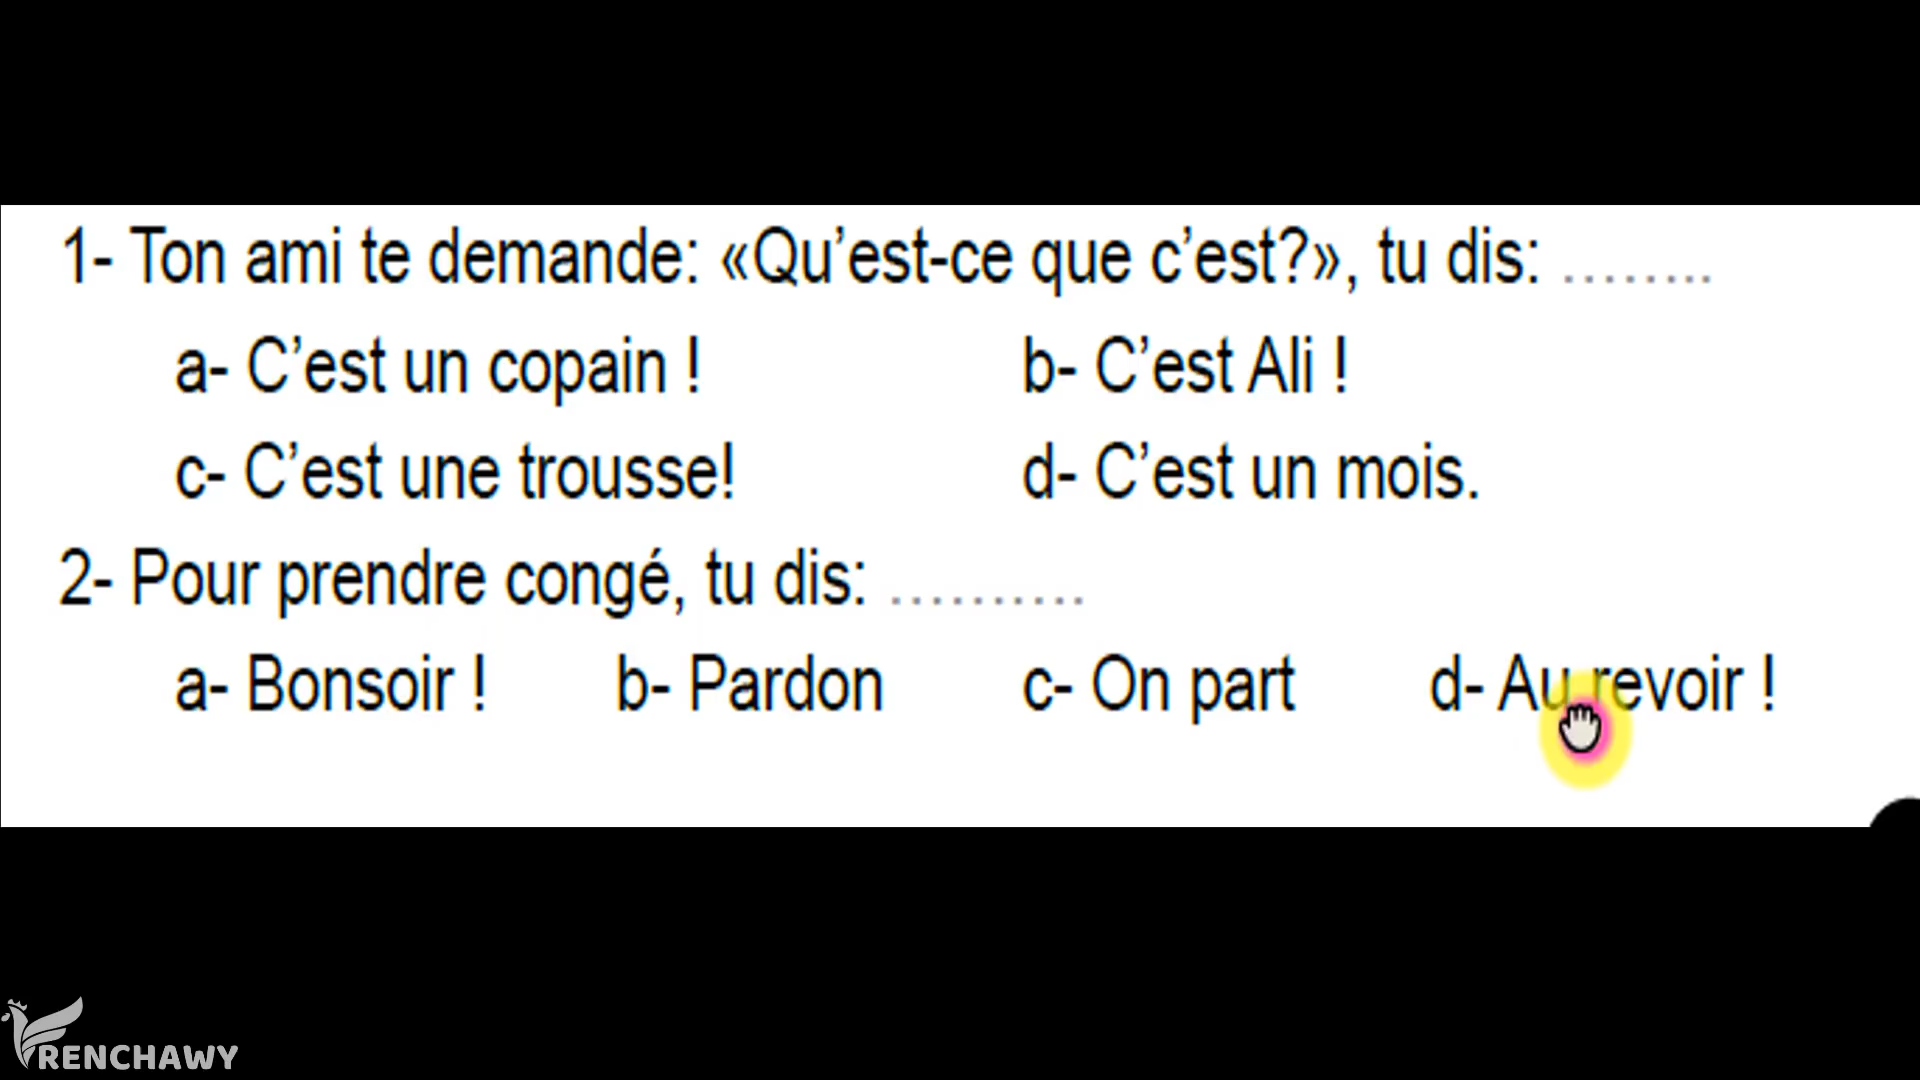 1- Ton ami te demande: «Qu’est-ce que c’est?», tu dis: ........
a- C’est un copain ! b- C’est Ali !
c- C’est une trousse! d- C’est un mois.
2- Pour prendre congé, tu dis: ..........
a- Bonsoir ! b- Pardon c- On part d- Au revoir !
RENCHAWY